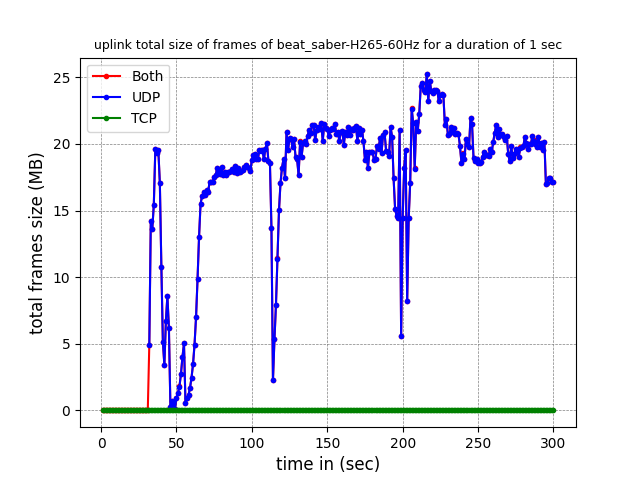 uplink total size of frames of beat_saber-H265-60Hz for a duration of 1 sec
Both
UDP
TCP
total frames size (MB)
25
20
15
10
5
0
0 50 100 150 200 250 300
time in (sec)